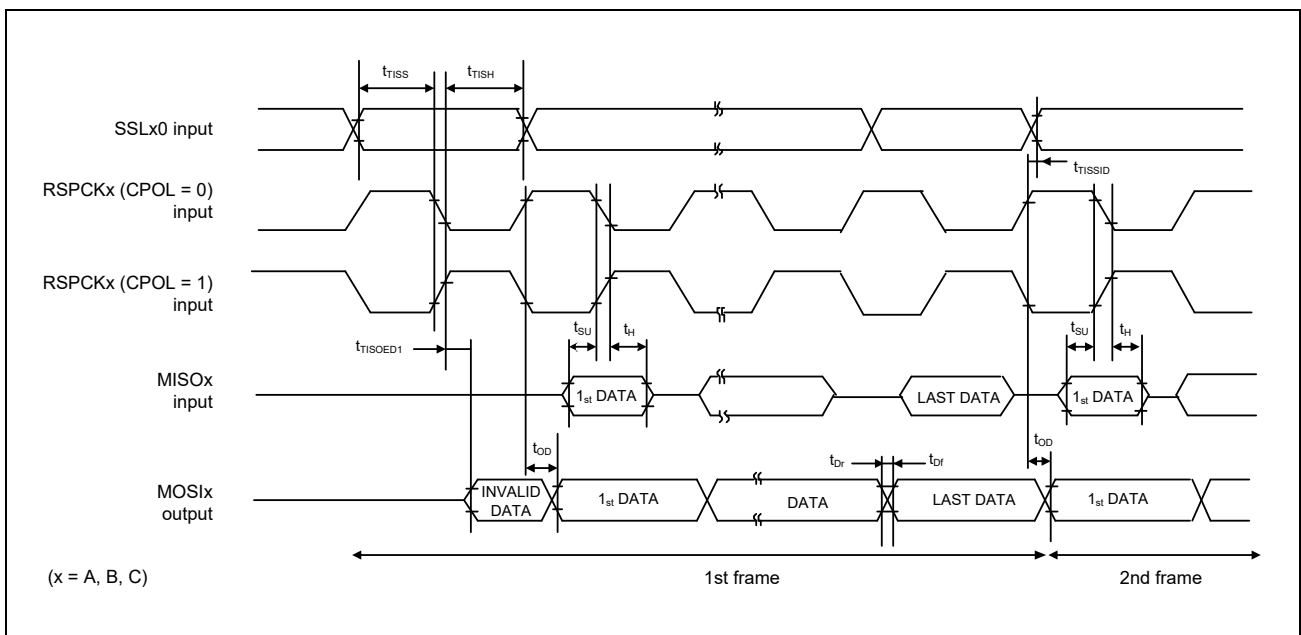 tTISS
tTISH
SSLx0 input
tTISSID
RSPCKx (CPOL = 0)
input
RSPCKx (CPOL = 1)
input
tSU
tH
tSU
tH
tTISOED1
MISOx
input
1st DATA
LAST DATA
1st DATA
tOD
tDr
tDf
tOD
MOSIx
output
INVALID
DATA
1st DATA
DATA
LAST DATA
1st DATA
(x = A, B, C)
1st frame
2nd frame